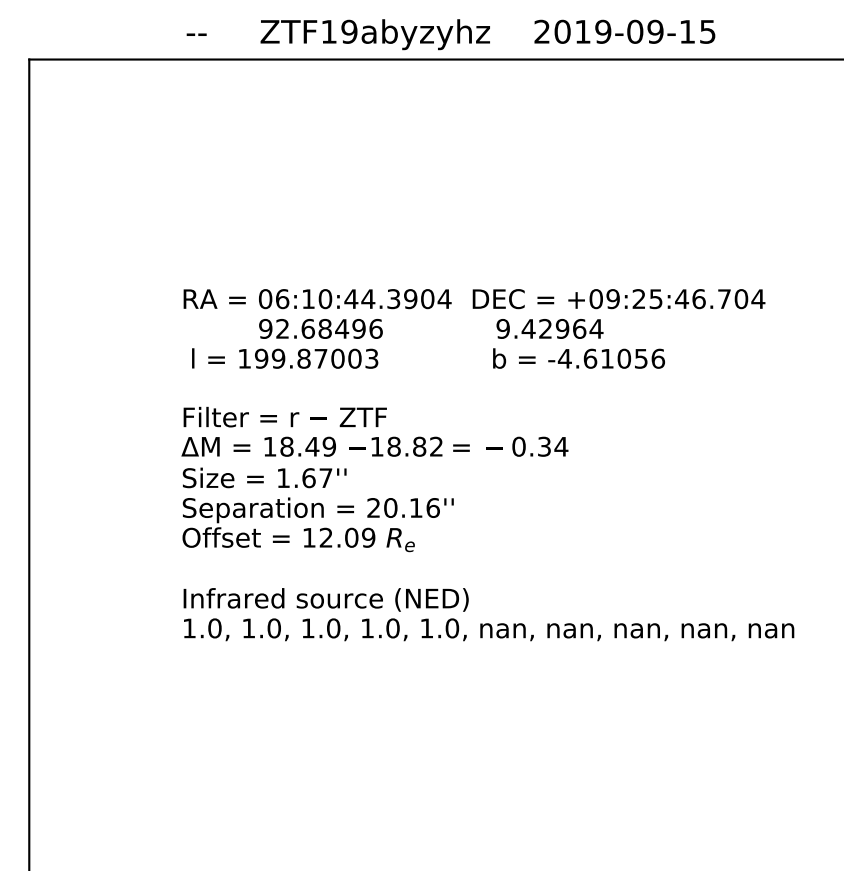 -- ZTF19abyzyhz 2019-09-15
RA = 06:10:44.3904 DEC = +09:25:46.704
92.68496 9.42964
l = 199.87003 b = -4.61056
Filter = r − ZTF
ΔM = 18.49 −18.82 = − 0.34
Size = 1.67''
Separation = 20.16''
Offset = 12.09 Re
Infrared source (NED)
1.0, 1.0, 1.0, 1.0, 1.0, nan, nan, nan, nan, nan